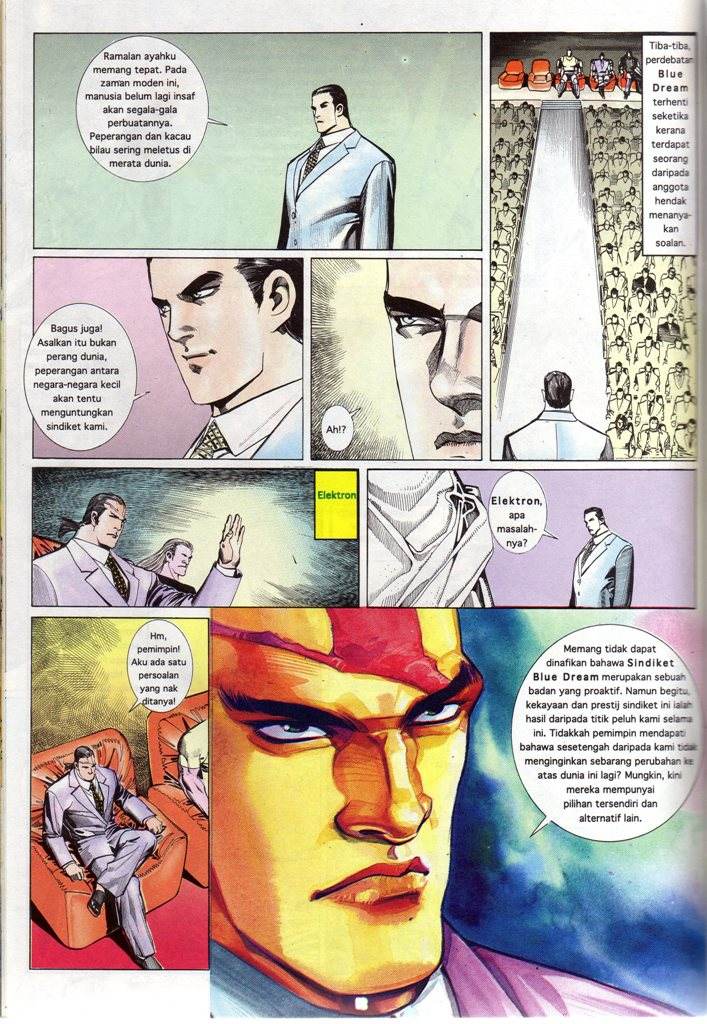 Ramalan ayahku
memang tepat. Pada
zaman moden ini,
manusia belum lagi insaf
akan segala-gala
perbuatannya.
Peperangan dan kacau
bilau sering meletus di
merata dunia.
Tiba-tiba,
perdebatan
Blue
Dream
terhenti
seketika
kerana
terdapat
seorang
daripada
anggota
hendak
menanya-
kan
soalan.
Bagus juga!
Asalkan itu bukan
perang dunia,
peperangan antara
negara-negara kecil
akan tentu
menguntungkan
sindiket kami.
Ah!?
Elektron
Elektron,
apa
masalah-
nya?
Hm,
pemimpin!
Aku ada satu
persoalan
yang nak
ditanya!
Memang tidak dapat
dinafikan bahawa Sindiket
Blue Dream merupakan sebuah
badan yang proaktif. Namun begitu,
kekayaan dan prestij sindiket ini ialah
hasil daripada titik peluh kami selama
ini. Tidakkah pemimpin mendapati
bahawa sesetengah daripada kami tidak
menginginkan sebarang perubahan ke
atas dunia ini lagi? Mungkin, kini
mereka mempunyai
pilihan tersendiri dan
alternatif lain.